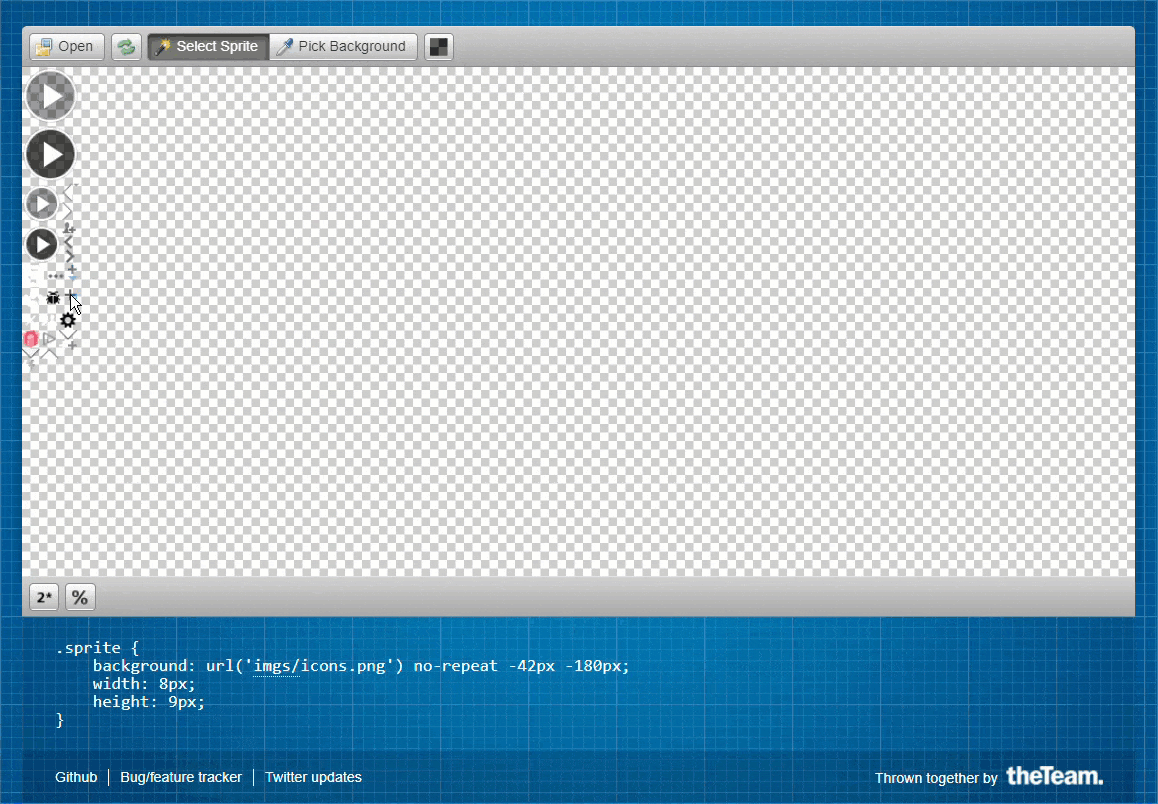 Open Select Sprite Pick Background
2* %
.sprite {
background: url('imgs/icons.png') no-repeat -42px -180px;
width: 8px;
height: 9px;
}
Github Bug/feature tracker Twitter updates Thrown together by theTeam.